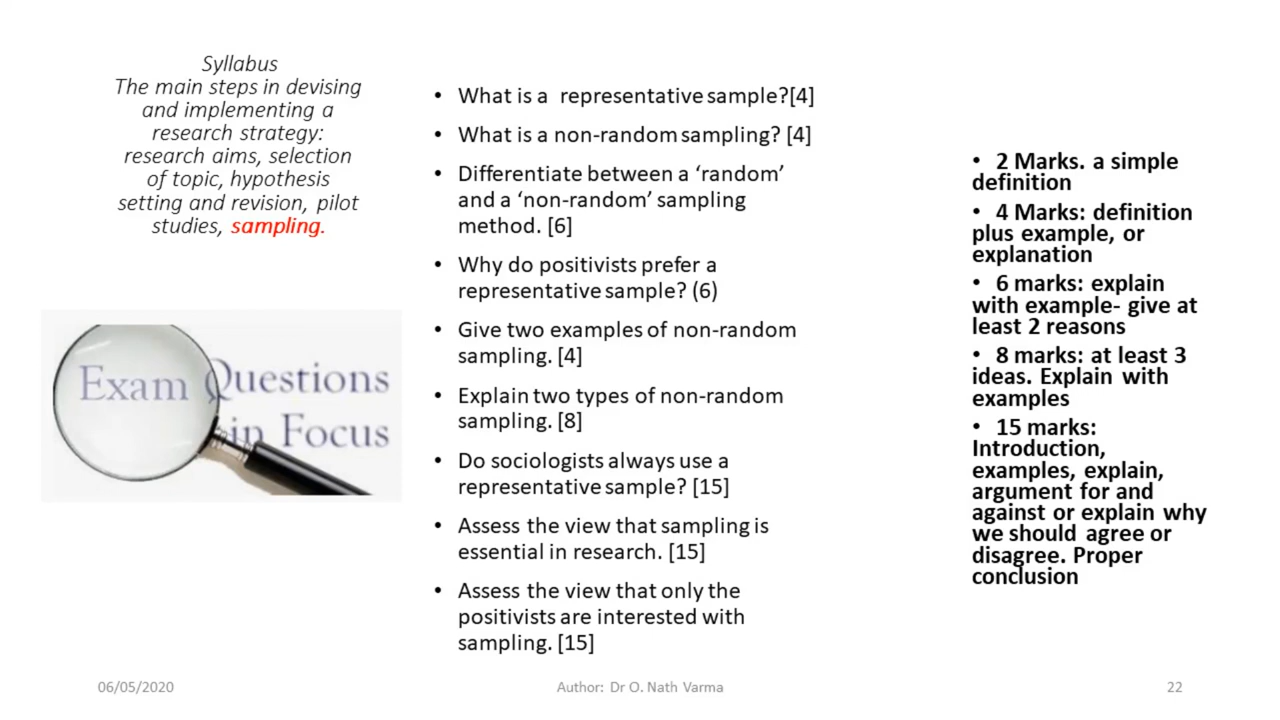 Syllabus
The main steps in devising
and implementing a
research strategy:
research aims, selection
of topic, hypothesis
setting and revision, pilot
studies, sampling.
Exam Questions
in Focus
• What is a  representative sample?[4]
• What is a non-random sampling? [4]
• Differentiate between a ‘random’
and a ‘non-random’ sampling
method. [6]
• Why do positivists prefer a
representative sample? (6)
• Give two examples of non-random
sampling. [4]
• Explain two types of non-random
sampling. [8]
• Do sociologists always use a
representative sample? [15]
• Assess the view that sampling is
essential in research. [15]
• Assess the view that only the
positivists are interested with
sampling. [15]
• 2 Marks. a simple
definition
• 4 Marks: definition
plus example, or
explanation
• 6 marks: explain
with example- give at
least 2 reasons
• 8 marks: at least 3
ideas. Explain with
examples
• 15 marks:
Introduction,
examples, explain,
argument for and
against or explain why
we should agree or
disagree. Proper
conclusion
06/05/2020
Author: Dr O. Nath Varma
22